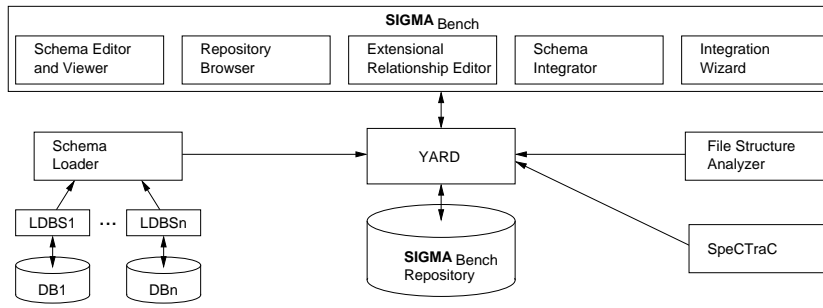 SIGMA Bench
Schema Editor
and Viewer
Repository
Browser
Extensional
Relationship Editor
Schema
Integrator
Integration
Wizard
Schema
Loader
YARD
File Structure
Analyzer
LDBS1
...
LDBSn
SIGMA Bench
Repository
SpeCTraC
DB1
DBn